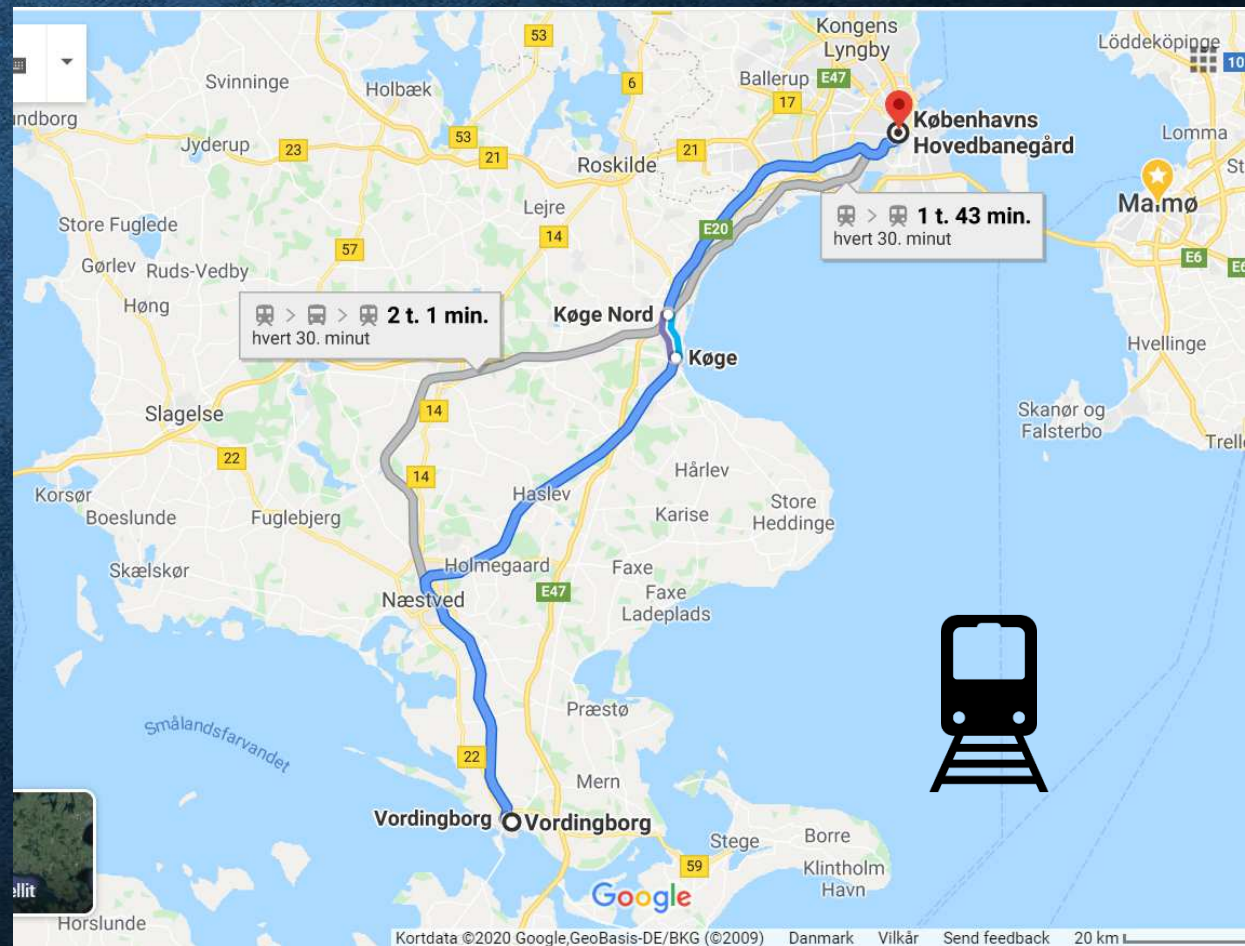 53
Kongens
Lyngby
Löddeköpinge
10
Svinninge
Holbæk
6
Ballerup
E47
17
Københavns
Hovedbanegård
Jyderup
23
53
21
Roskilde
21
Lomma
Malmø
Store Fuglede
Lejre
14
E20
> 1 t. 43 min.
hvert 30. minut
57
E6
Gørlev
Ruds-Vedby
Høng
> > 2 t. 1 min.
hvert 30. minut
Køge Nord
Køge
Hvellinge
Slagelse
14
Skanør og
Falsterbo
22
14
Hårlev
Korsør
Boeslunde
Fuglebjerg
Haslev
Karise
Store
Heddinge
Skælskør
Holmegaard
Faxe
E47
Næstved
Faxe
Ladeplads
Præstø
Smålandsfarvandet
22
Mern
Vordingborg
Vordingborg
Stege
Borre
59
Klintholm
Havn
Google
Horslunde
Kortdata ©2020 Google,GeoBasis-DE/BKG (©2009) Danmark Vilkår Send feedback 20 km